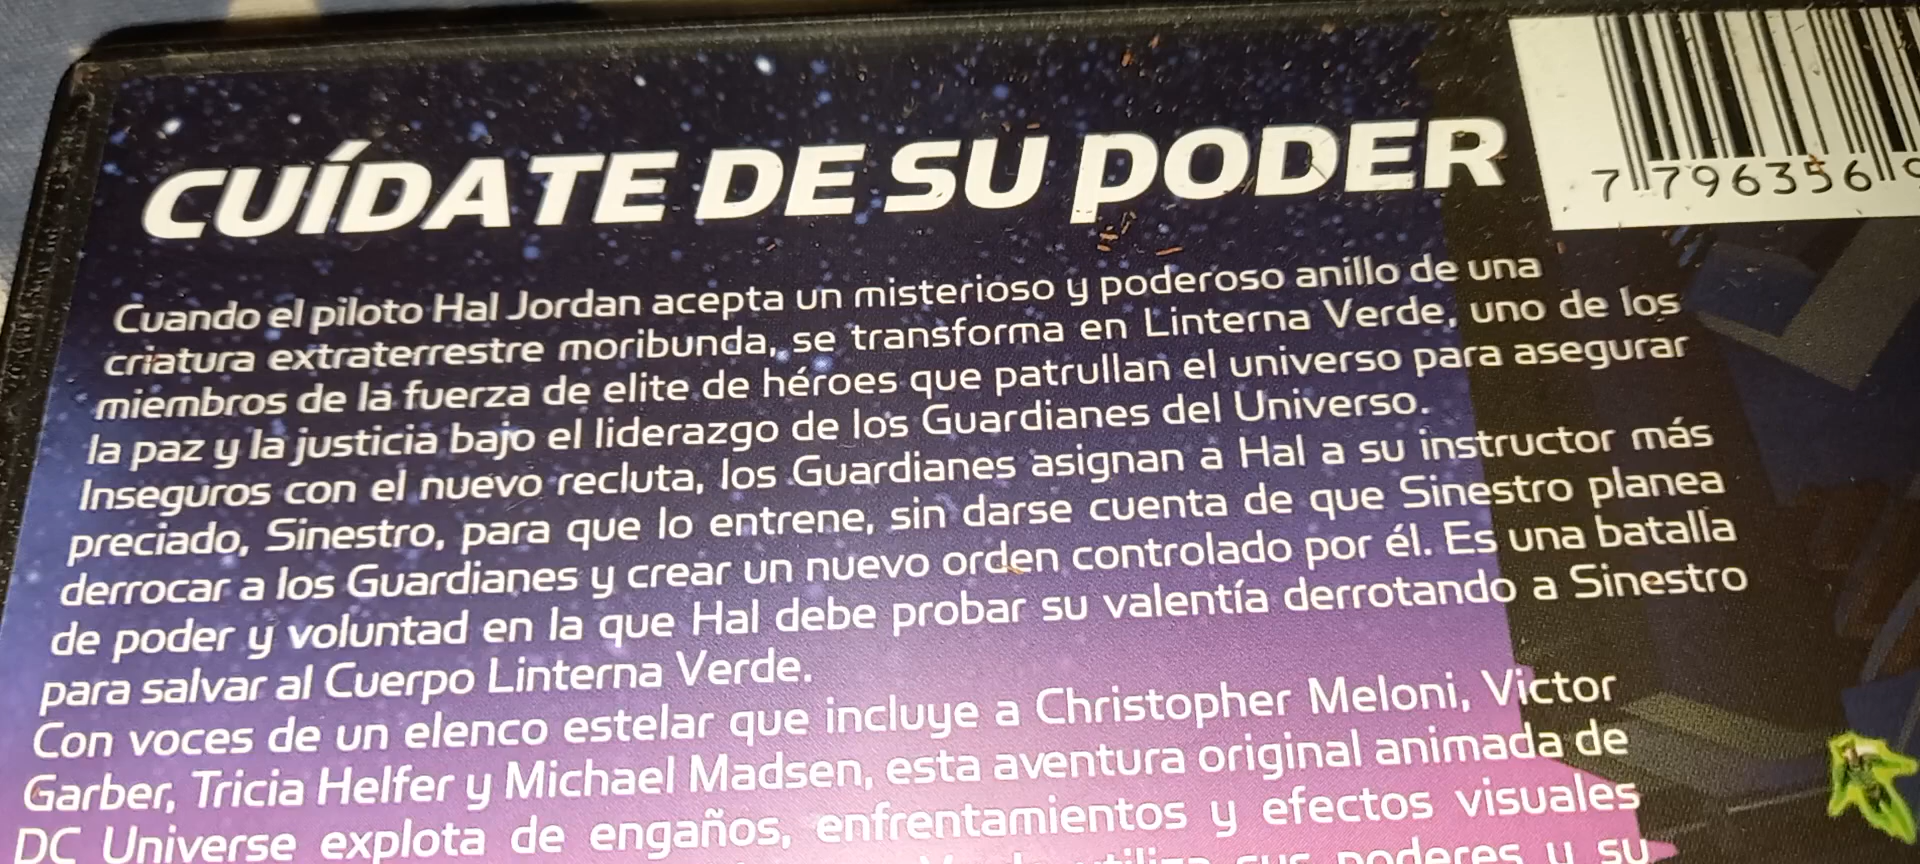 CUÍDATE DE SU PODER
7 796356 9
Cuando el piloto Hal Jordan acepta un misterioso y poderoso anillo de una
criatura extraterrestre moribunda, se transforma en Linterna Verde, uno de los
miembros de la fuerza de elite de héroes que patrullan el universo para asegurar
la paz y la justicia bajo el liderazgo de los Guardianes del Universo.
Inseguros con el nuevo recluta, los Guardianes asignan a Hal a su instructor más
preciado, Sinestro, para que lo entrene, sin darse cuenta de que Sinestro planea
derrocar a los Guardianes y crear un nuevo orden controlado por él. Es una batalla
de poder y voluntad en la que Hal debe probar su valentía derrotando a Sinestro
para salvar al Cuerpo Linterna Verde.
Con voces de un elenco estelar que incluye a Christopher Meloni, Victor
Garber, Tricia Helfer y Michael Madsen, esta aventura original animada de
DC Universe explota de engaños, enfrentamientos y efectos visuales
utiliza sus poderes y su